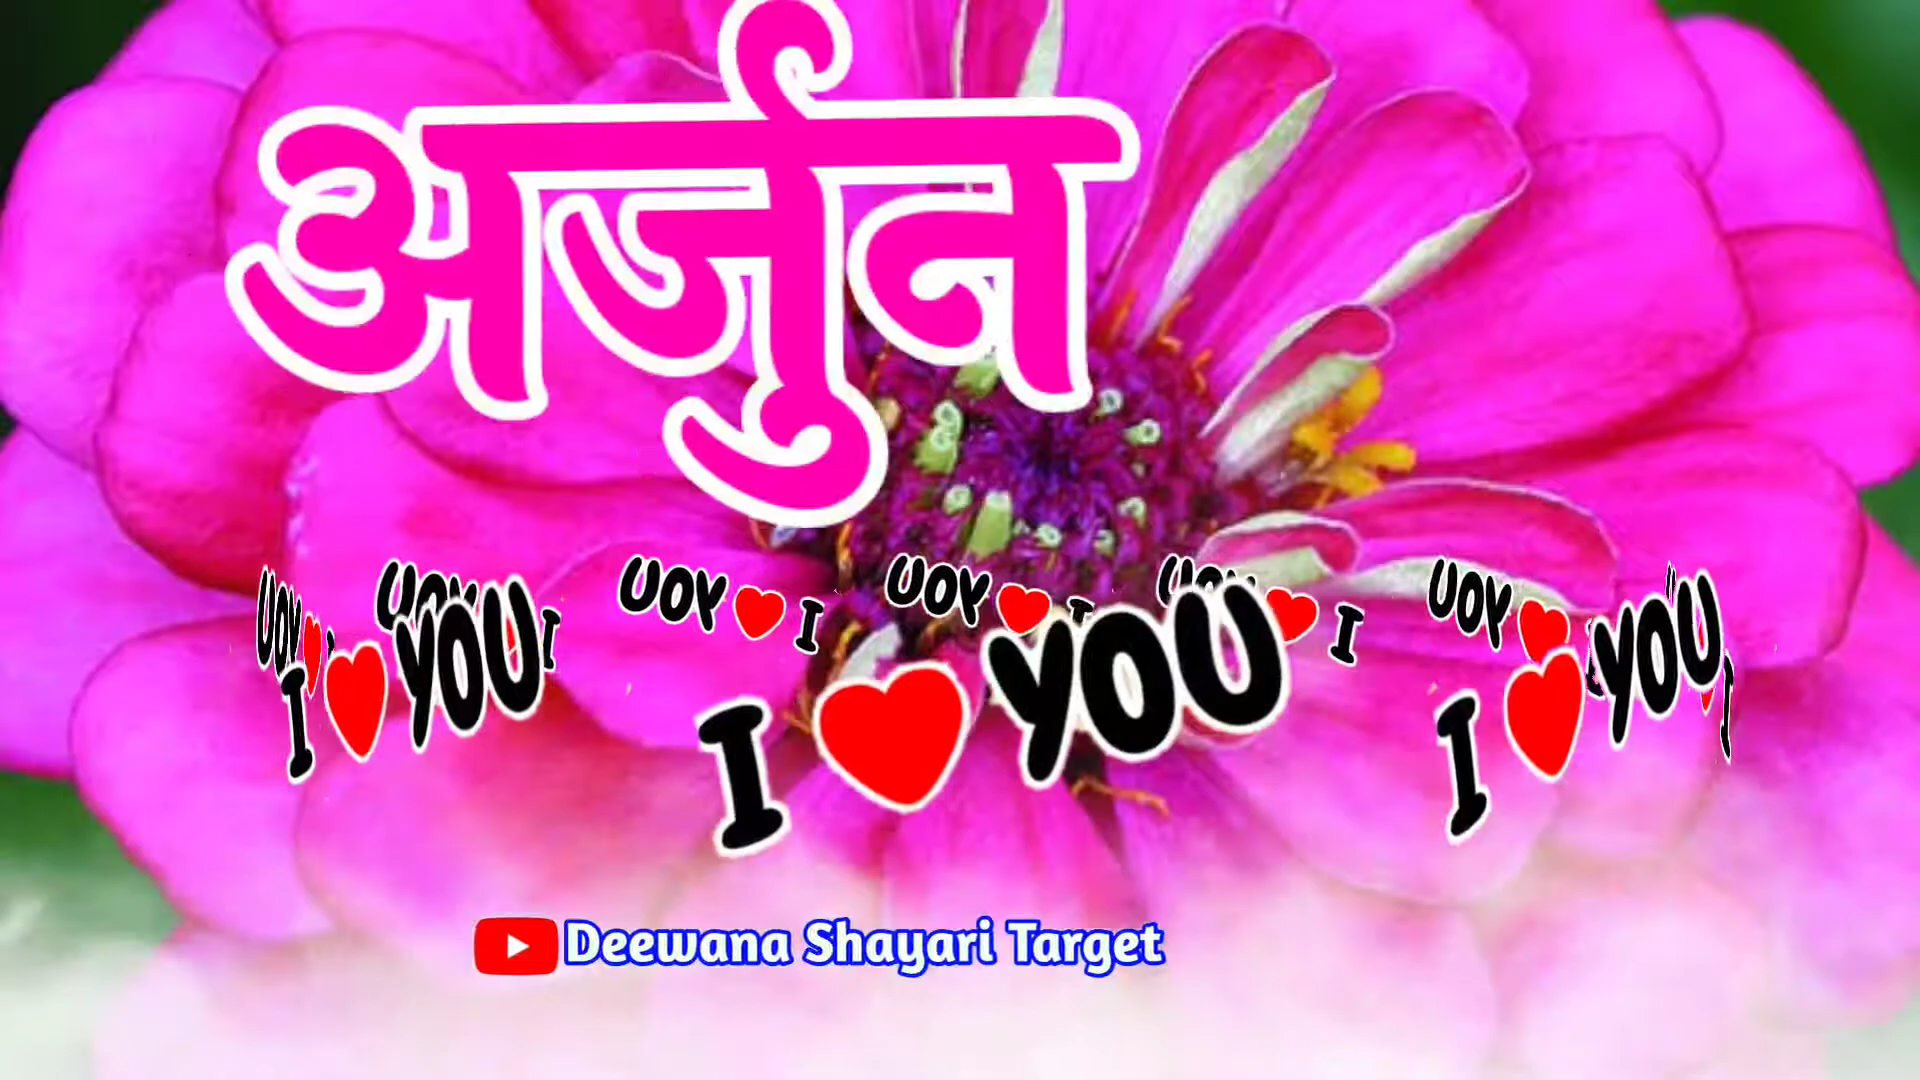 अर्जुन
I ❤ YOU I ❤ YOU I ❤ YOU
Deewana Shayari Target